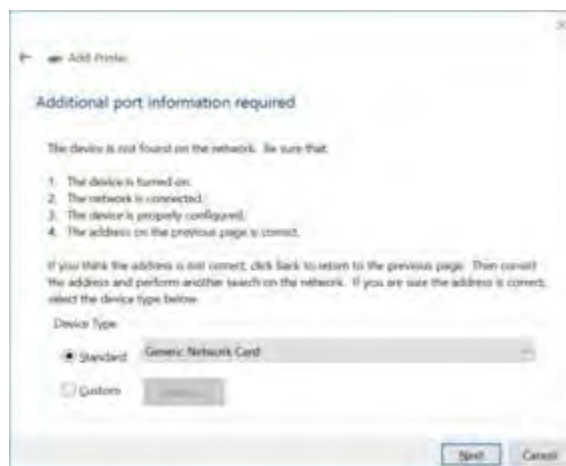 Add Printer
Additional port information required
The device is not found on the network. Be sure that:
1. The device is turned on.
2. The network is connected.
3. The device is properly configured.
4. The address on the previous page is correct.
If you think the address is not correct, click Back to return to the previous page. Then correct
the address and perform another search on the network. If you are sure the address is correct,
select the device type below.
Device Type
Standard Generic Network Card
Custom
Next Cancel